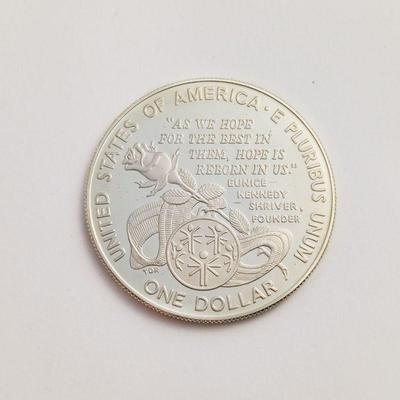 UNITED STATES OF AMERICA · E PLURIBUS UNUM
"AS WE HOPE
FOR THE BEST IN
THEM, HOPE IS
REBORN IN US."
EUNICE
KENNEDY
SHRIVER,
FOUNDER
TDR
ONE DOLLAR